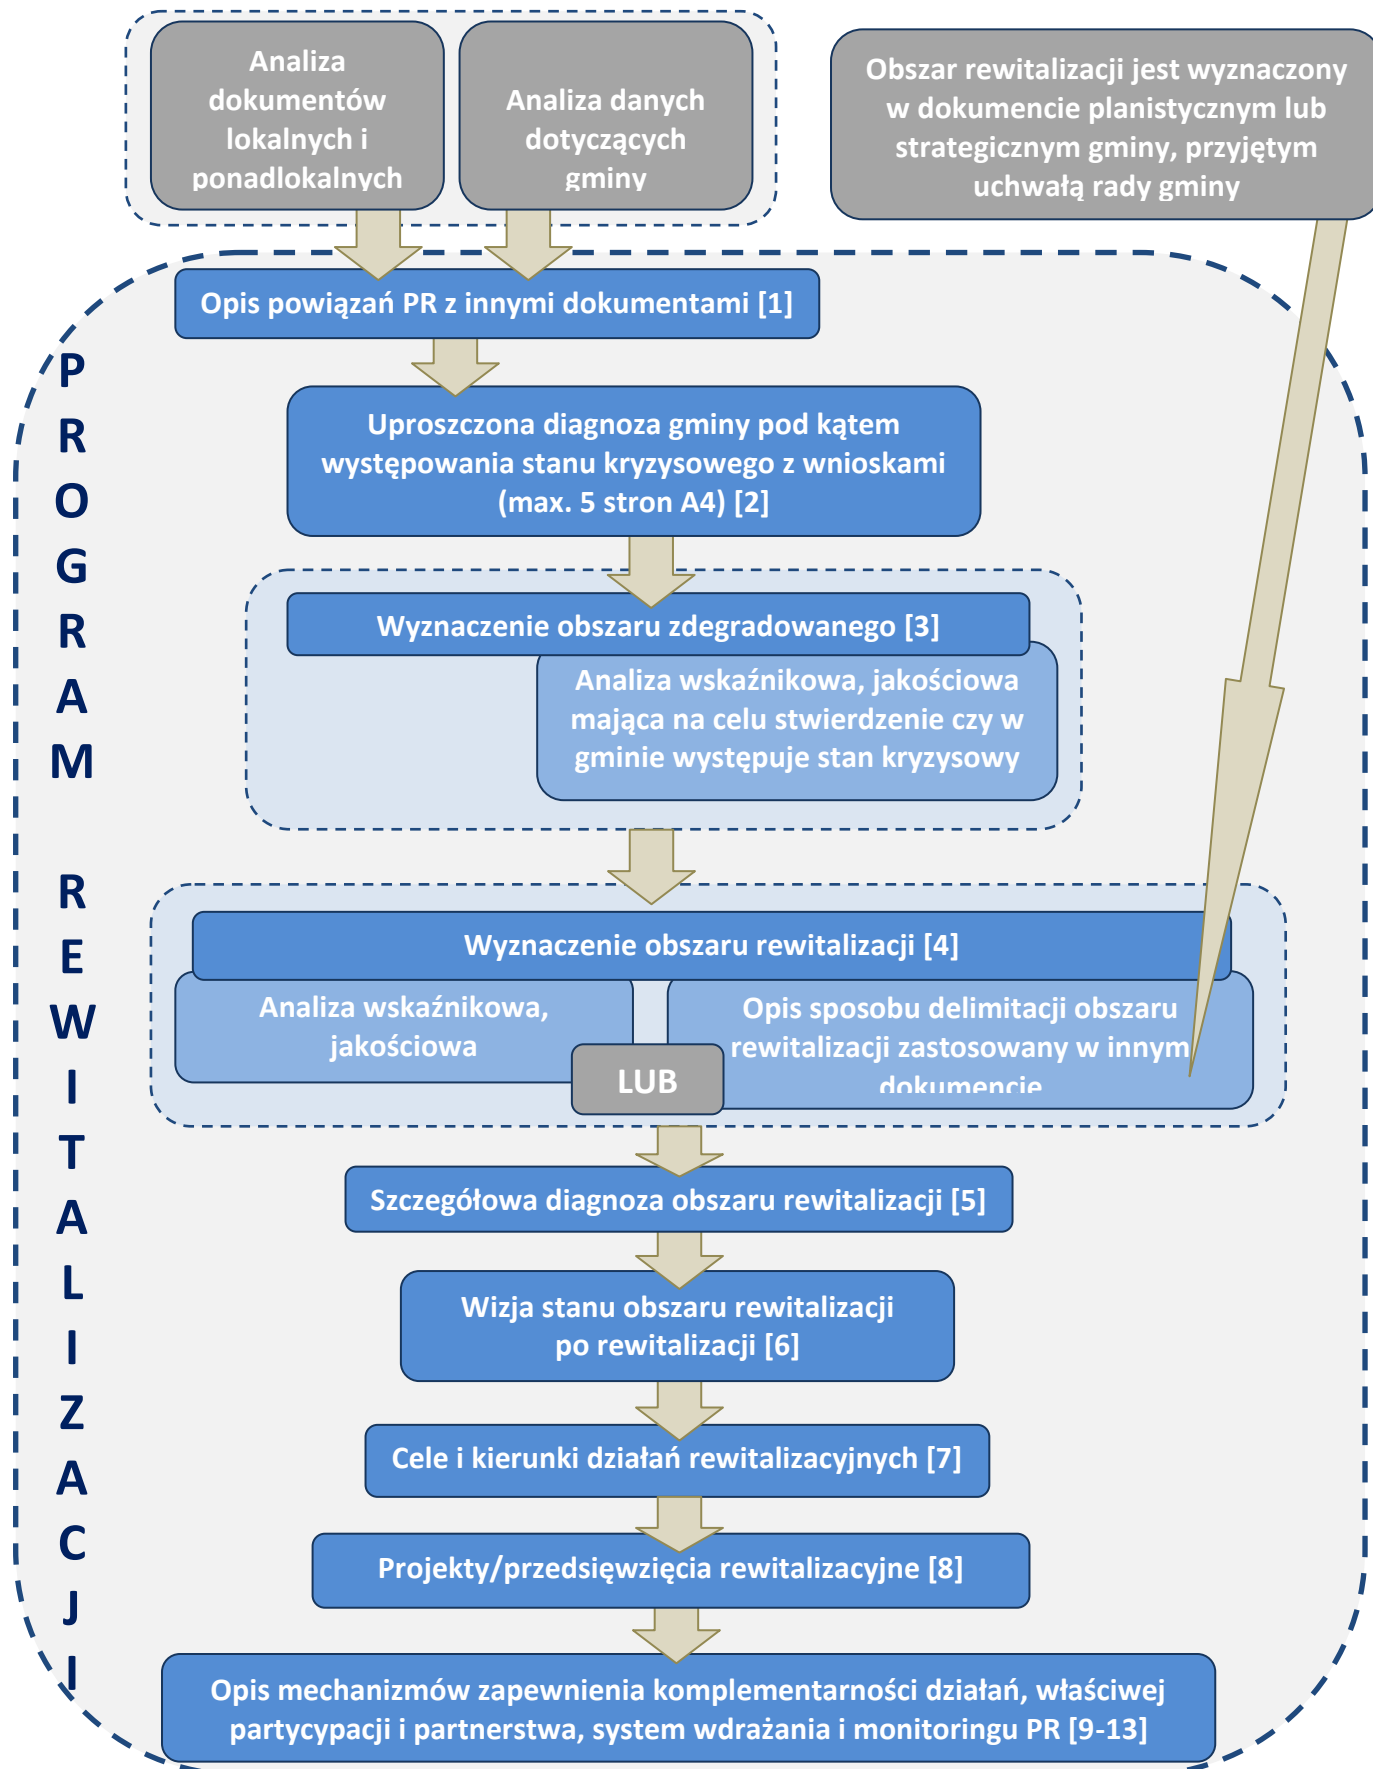 Analiza
dokumentów
lokalnych i
ponadlokalnych
Analiza danych
dotyczących
gminy
Obszar rewitalizacji jest wyznaczony
w dokumencie planistycznym lub
strategicznym gminy, przyjętym
uchwałą rady gminy
PROGRAM REWITALIZACJI
Opis powiązań PR z innymi dokumentami [1]
Uproszczona diagnoza gminy pod kątem
występowania stanu kryzysowego z wnioskami
(max. 5 stron A4) [2]
Wyznaczenie obszaru zdegradowanego [3]
Analiza wskaźnikowa, jakościowa
mająca na celu stwierdzenie czy w
gminie występuje stan kryzysowy
Wyznaczenie obszaru rewitalizacji [4]
Analiza wskaźnikowa,
jakościowa
LUB
Opis sposobu delimitacji obszaru
rewitalizacji zastosowany w innym
dokumencie
Szczegółowa diagnoza obszaru rewitalizacji [5]
Wizja stanu obszaru rewitalizacji
po rewitalizacji [6]
Cele i kierunki działań rewitalizacyjnych [7]
Projekty/przedsięwzięcia rewitalizacyjne [8]
Opis mechanizmów zapewnienia komplementarności działań, właściwej
partycypacji i partnerstwa, system wdrażania i monitoringu PR [9-13]